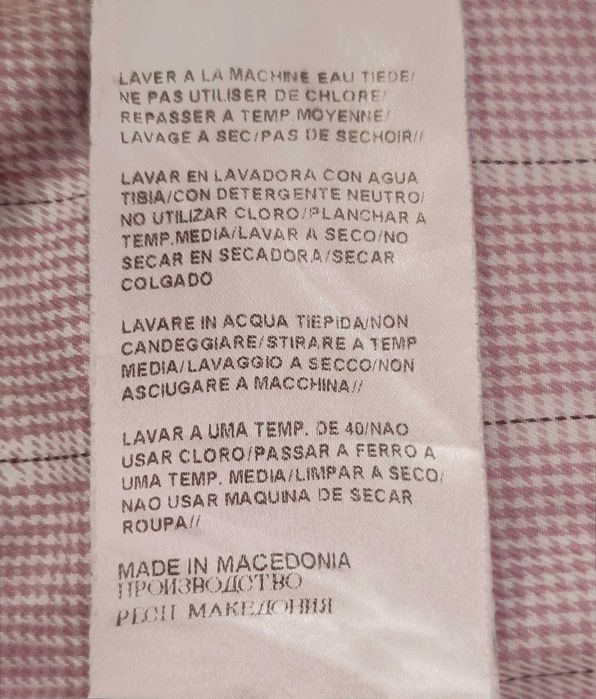 LAVER A LA MACHINE EAU TIEDE/
NE PAS UTILISER DE CHLORE/
REPASSER A TEMP.MOYENNE/
LAVAGE A SEC/PAS DE SECHOIR//
LAVAR EN LAVADORA CON AGUA
TIBIA/CON DETERGENTE NEUTRO/
NO UTILIZAR CLORO/PLANCHAR A
TEMP.MEDIA/LAVAR A SECO/NO
SECAR EN SECADORA/SECAR
COLGADO
LAVARE IN ACQUA TIEPIDA/NON
CANDEGGIARE/STIRARE A TEMP
MEDIA/LAVAGGIO A SECCO/NON
ASCIUGARE A MACCHINA//
LAVAR A UMA TEMP. DE 40/NAO
USAR CLORO/PASSAR A FERRO A
UMA TEMP. MEDIA/LIMPAR A SECO/
NAO USAR MAQUINA DE SECAR
ROUPA//
MADE IN MACEDONIA
ПРОИЗВОДСТВО
РЕСП МАКЕДОНИЯ